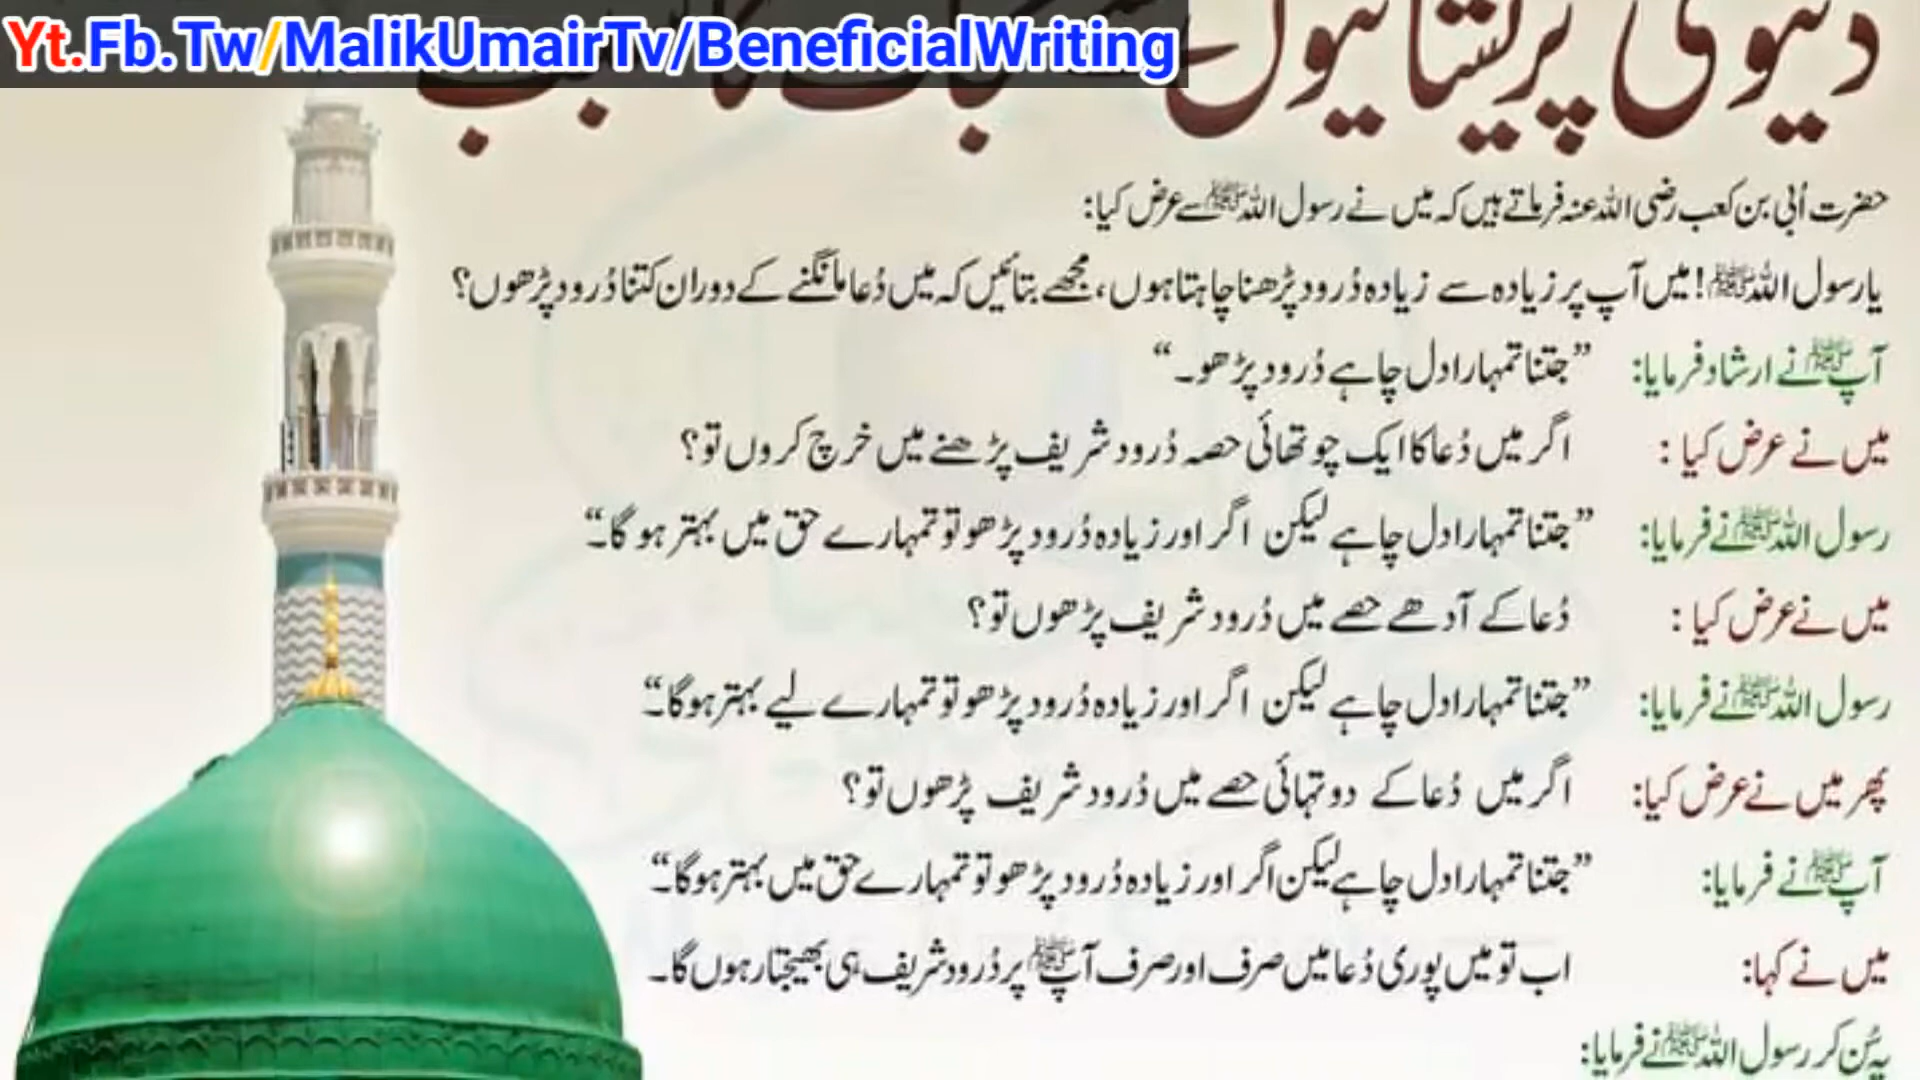 Yt.Fb.Tw/MalikUmairTv/BeneficialWriting
دنیوی پریشانیوں سے نجات کا سبب
حضرت اُبی بن کعب رضی اللہ عنہ فرماتے ہیں کہ میں نے رسول اللہ ﷺ سے عرض کیا:
یا رسول اللہ ﷺ! میں آپ پر زیادہ سے زیادہ دُرود پڑھنا چاہتا ہوں، مجھے بتائیں کہ میں دُعا مانگنے کے دوران کتنا دُرود پڑھوں؟
آپ ﷺ نے ارشاد فرمایا: ”جتنا تمہارا دل چاہے دُرود پڑھو۔“
میں نے عرض کیا : اگر میں دُعا کا ایک چوتھائی حصہ دُرود شریف پڑھنے میں خرچ کروں تو؟
رسول اللہ ﷺ نے فرمایا: ”جتنا تمہارا دل چاہے لیکن اگر اور زیادہ دُرود پڑھو تو تمہارے حق میں بہتر ہو گا۔“
میں نے عرض کیا : دُعا کے آدھے حصے میں دُرود شریف پڑھوں تو؟
رسول اللہ ﷺ نے فرمایا: ”جتنا تمہارا دل چاہے لیکن اگر اور زیادہ دُرود پڑھو تو تمہارے لیے بہتر ہوگا۔“
پھر میں نے عرض کیا: اگر میں دُعا کے دو تہائی حصے میں دُرود شریف پڑھوں تو؟
آپ ﷺ نے فرمایا: ”جتنا تمہارا دل چاہے لیکن اگر اور زیادہ دُرود پڑھو تو تمہارے حق میں بہتر ہوگا۔“
میں نے کہا: اب تو میں پوری دُعا میں صرف اور صرف آپ ﷺ پر دُرود شریف ہی بھیجتا رہوں گا۔
یہ سُن کر رسول اللہ ﷺ نے فرمایا: